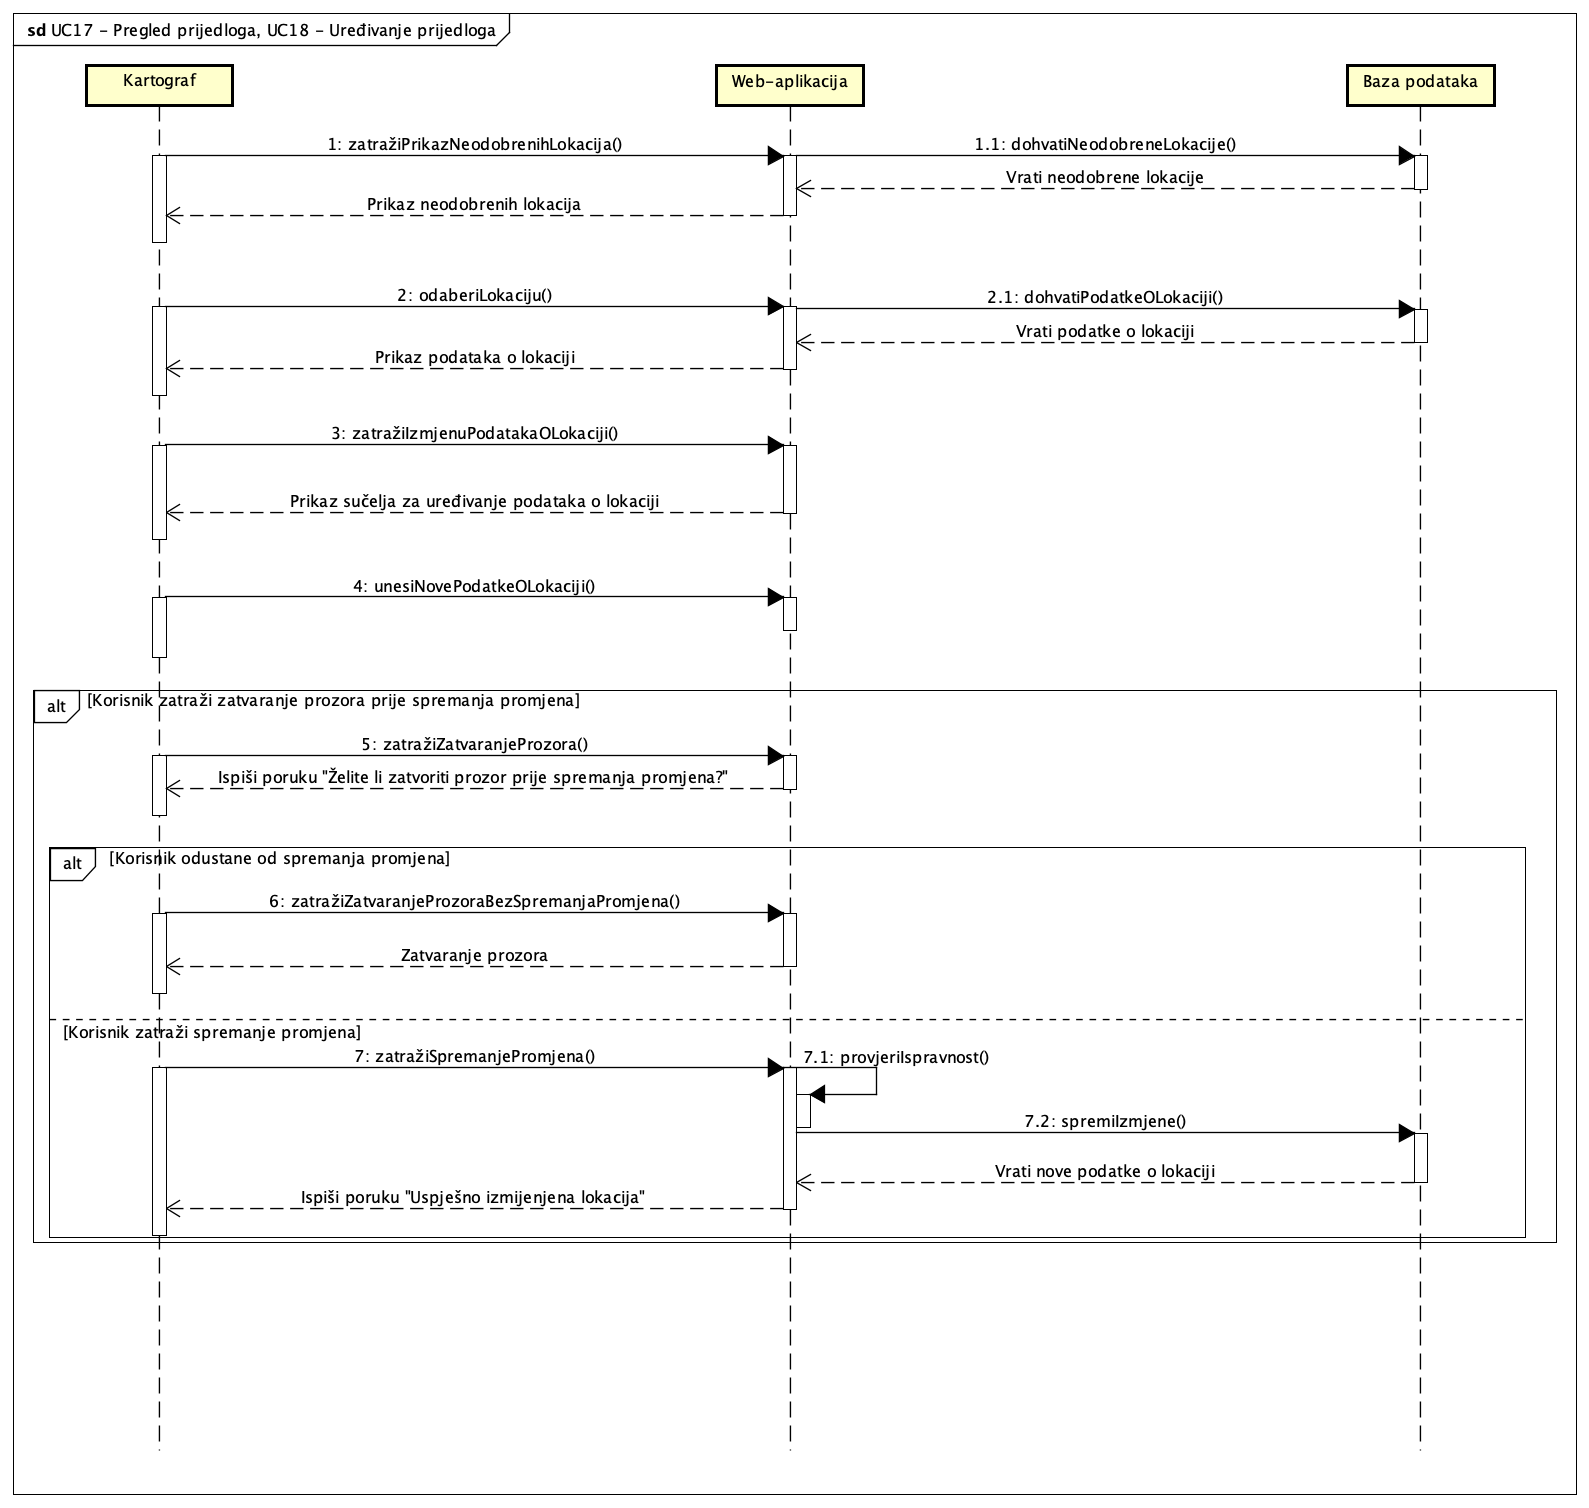 sd UC17 - Pregled prijedloga, UC18 - Uređivanje prijedloga
Kartograf
Web-aplikacija
Baza podataka
1: zatražiPrikazNeodobrenihLokacija()
1.1: dohvatiNeodobreneLokacije()
Vrati neodobrene lokacije
Prikaz neodobrenih lokacija
2: odaberiLokaciju()
2.1: dohvatiPodatkeOLokaciji()
Vrati podatke o lokaciji
Prikaz podataka o lokaciji
3: zatražiIzmjenuPodatakaOLokaciji()
Prikaz sučelja za uređivanje podataka o lokaciji
4: unesiNovePodatkeOLokaciji()
alt
[Korisnik zatraži zatvaranje prozora prije spremanja promjena]
5: zatražiZatvaranjeProzora()
Ispiši poruku "Želite li zatvoriti prozor prije spremanja promjena?"
alt
[Korisnik odustane od spremanja promjena]
6: zatražiZatvaranjeProzoraBezSpremanjaPromjena()
Zatvaranje prozora
[Korisnik zatraži spremanje promjena]
7: zatražiSpremanjePromjena()
7.1: provjeriIspravnost()
7.2: spremiIzmjene()
Vrati nove podatke o lokaciji
Ispiši poruku "Uspješno izmijenjena lokacija"